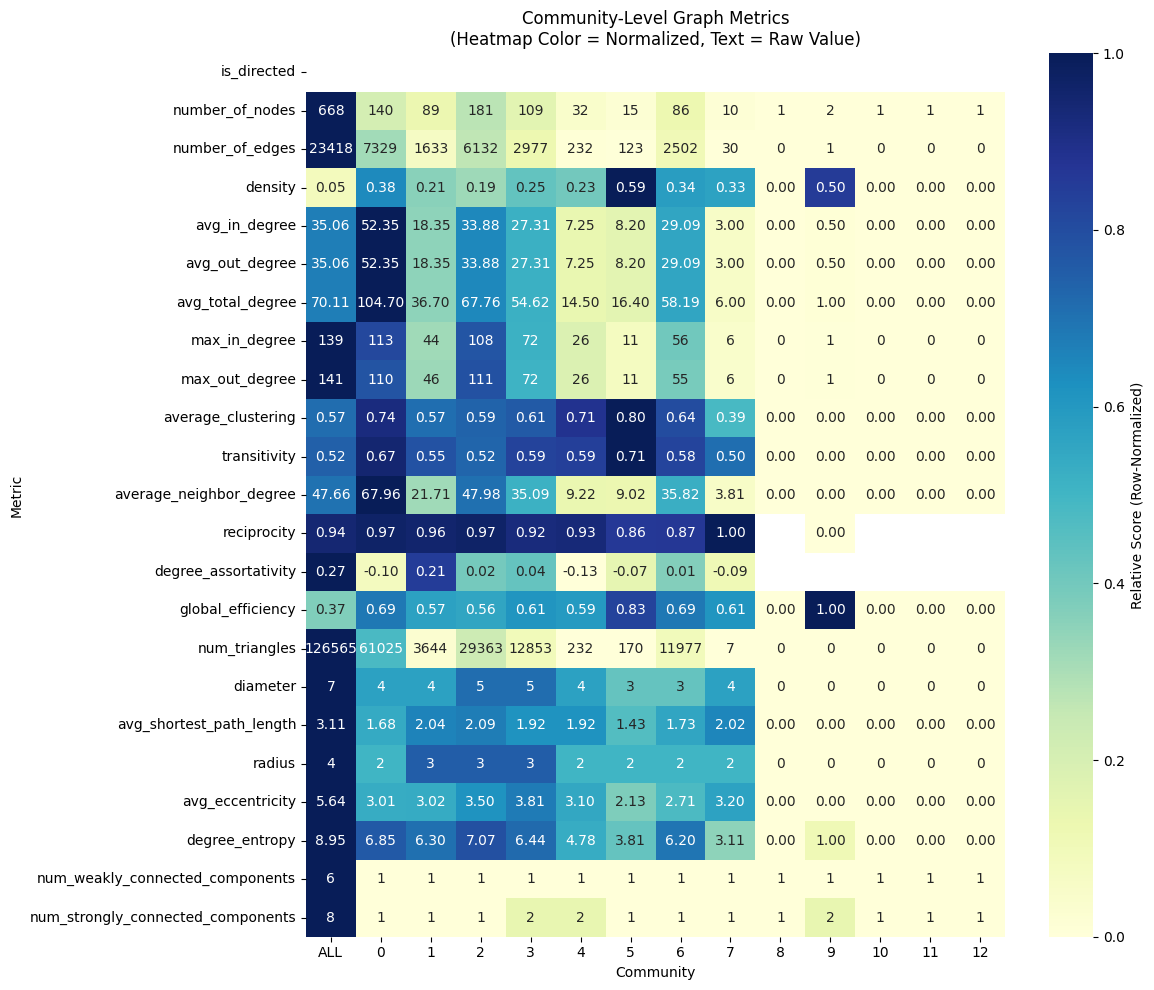 Community-Level Graph Metrics
(Heatmap Color = Normalized, Text = Raw Value)
is_directed
number_of_nodes 668 140 89 181 109 32 15 86 10 1 2 1 1 1
number_of_edges 23418 7329 1633 6132 2977 232 123 2502 30 0 1 0 0 0
density 0.05 0.38 0.21 0.19 0.25 0.23 0.59 0.34 0.33 0.00 0.50 0.00 0.00 0.00
avg_in_degree 35.06 52.35 18.35 33.88 27.31 7.25 8.20 29.09 3.00 0.00 0.50 0.00 0.00 0.00
avg_out_degree 35.06 52.35 18.35 33.88 27.31 7.25 8.20 29.09 3.00 0.00 0.50 0.00 0.00 0.00
avg_total_degree 70.11 104.70 36.70 67.76 54.62 14.50 16.40 58.19 6.00 0.00 1.00 0.00 0.00 0.00
max_in_degree 139 113 44 108 72 26 11 56 6 0 1 0 0 0
max_out_degree 141 110 46 111 72 26 11 55 6 0 1 0 0 0
average_clustering 0.57 0.74 0.57 0.59 0.61 0.71 0.80 0.64 0.39 0.00 0.00 0.00 0.00 0.00
transitivity 0.52 0.67 0.55 0.52 0.59 0.59 0.71 0.58 0.50 0.00 0.00 0.00 0.00 0.00
average_neighbor_degree 47.66 67.96 21.71 47.98 35.09 9.22 9.02 35.82 3.81 0.00 0.00 0.00 0.00 0.00
reciprocity 0.94 0.97 0.96 0.97 0.92 0.93 0.86 0.87 1.00 0.00
degree_assortativity 0.27 -0.10 0.21 0.02 0.04 -0.13 -0.07 0.01 -0.09
global_efficiency 0.37 0.69 0.57 0.56 0.61 0.59 0.83 0.69 0.61 0.00 1.00 0.00 0.00 0.00
num_triangles 126565 61025 3644 29363 12853 232 170 11977 7 0 0 0 0 0
diameter 7 4 4 5 5 4 3 3 4 0 0 0 0 0
avg_shortest_path_length 3.11 1.68 2.04 2.09 1.92 1.92 1.43 1.73 2.02 0.00 0.00 0.00 0.00 0.00
radius 4 2 3 3 3 2 2 2 2 0 0 0 0 0
avg_eccentricity 5.64 3.01 3.02 3.50 3.81 3.10 2.13 2.71 3.20 0.00 0.00 0.00 0.00 0.00
degree_entropy 8.95 6.85 6.30 7.07 6.44 4.78 3.81 6.20 3.11 0.00 1.00 0.00 0.00 0.00
num_weakly_connected_components 6 1 1 1 1 1 1 1 1 1 1 1 1 1
num_strongly_connected_components 8 1 1 1 2 2 1 1 1 1 2 1 1 1
ALL 0 1 2 3 4 5 6 7 8 9 10 11 12
Community
Metric
1.0
0.8
0.6
0.4
0.2
0.0
Relative Score (Row-Normalized)